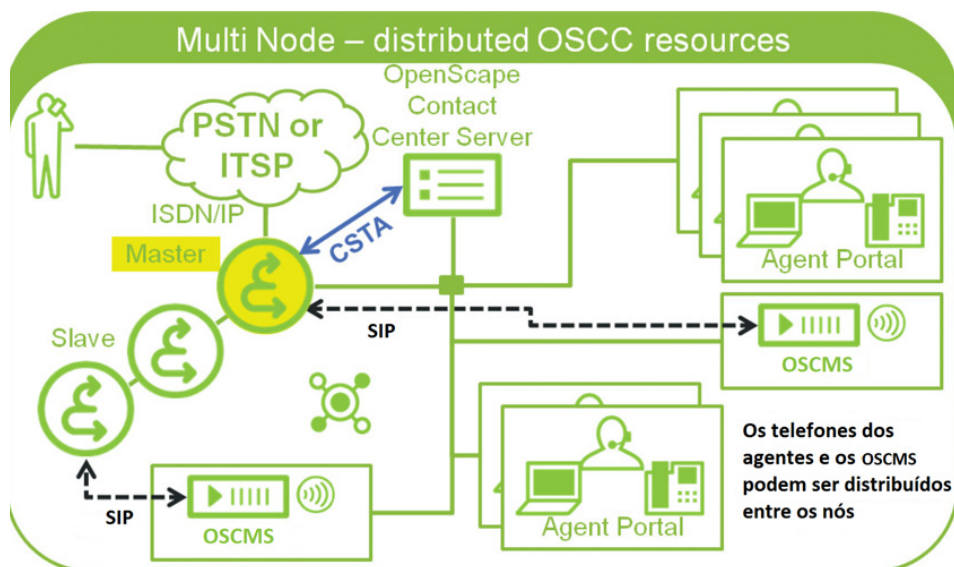 Multi Node – distributed OSCC resources
OpenScape
Contact
Center Server
PSTN or
ITSP
ISDN/IP
Master
CSTA
Agent Portal
SIP
Slave
OSCMS
SIP
OSCMS
Agent Portal
Os telefones dos
agentes e os OSCMS
podem ser distribuídos
entre os nós